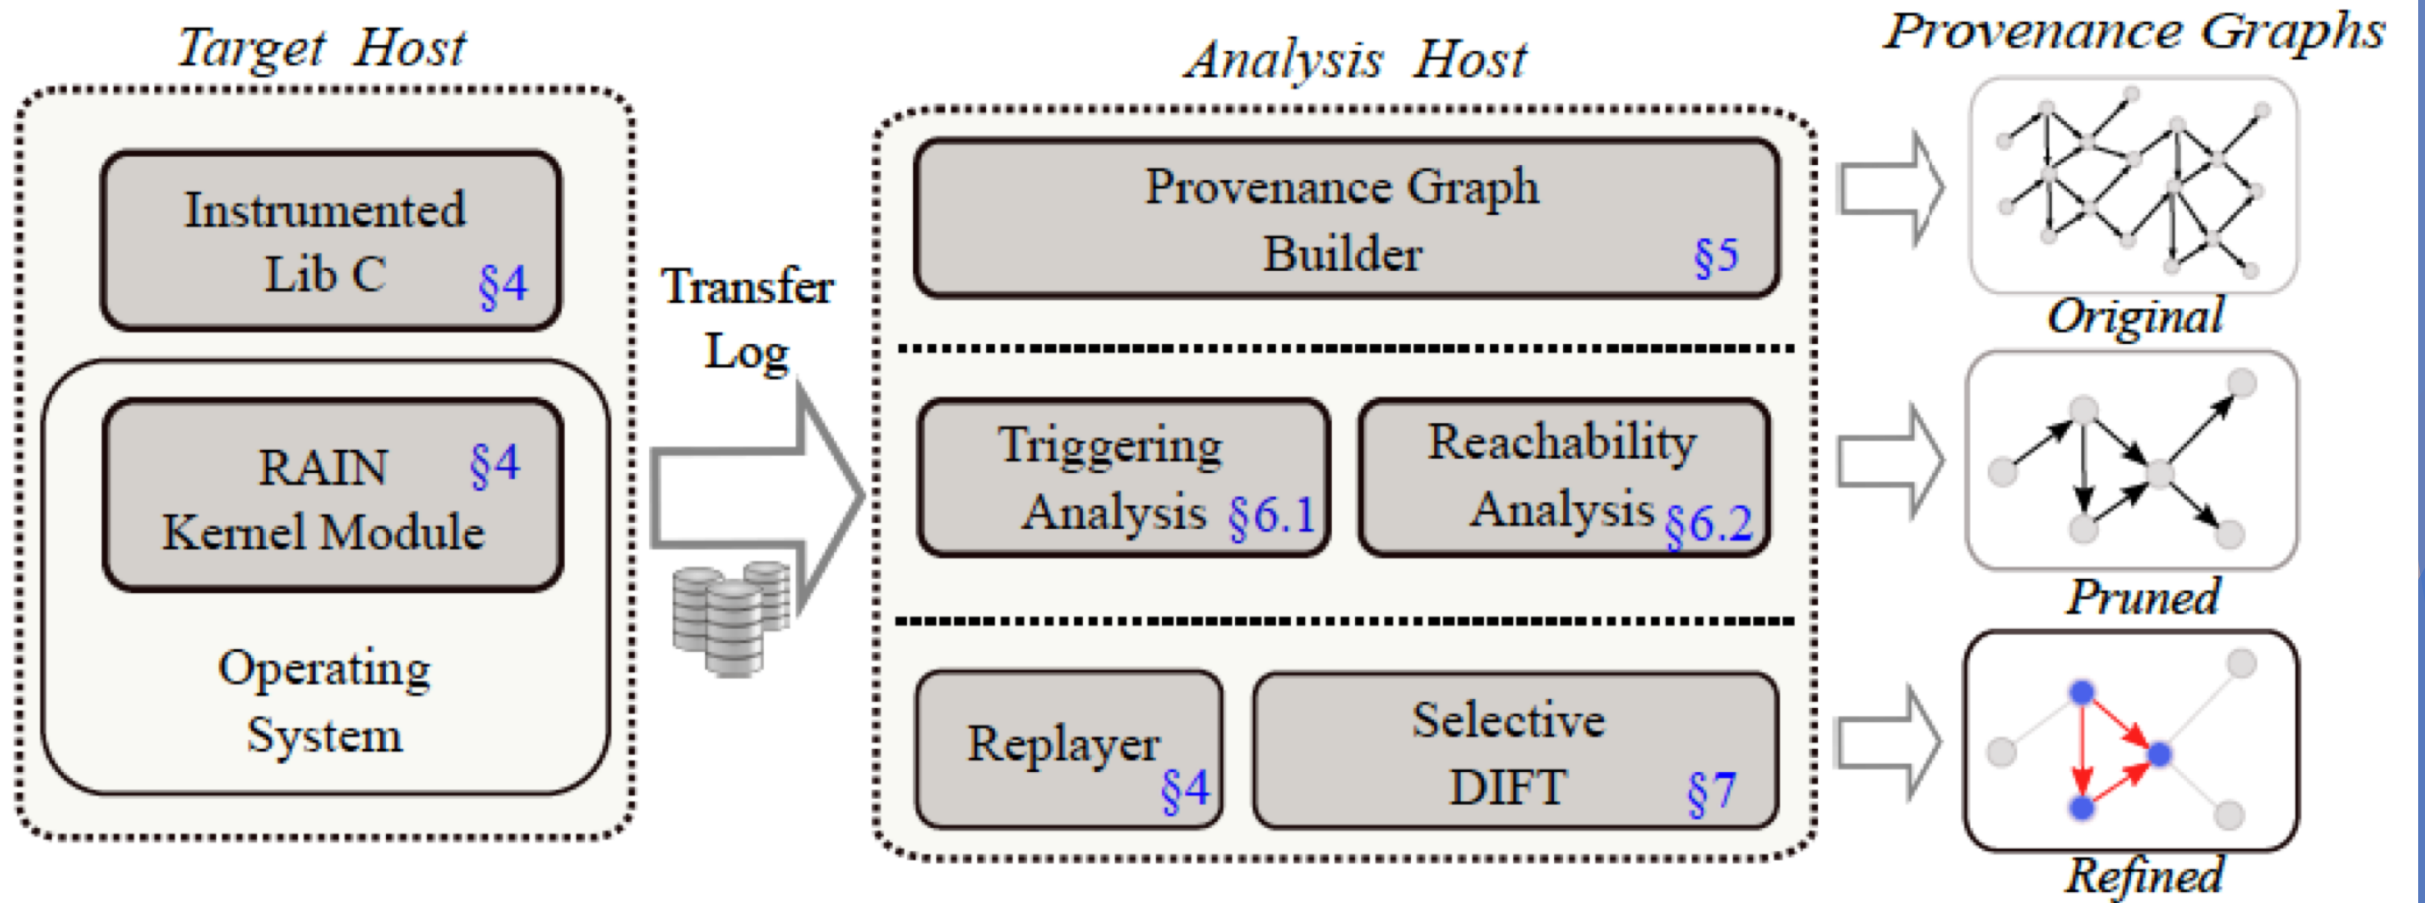 Target Host
Instrumented
Lib C §4
RAIN §4
Kernel Module
Operating
System
Transfer
Log
Analysis Host
Provenance Graph
Builder §5
Triggering
Analysis §6.1
Reachability
Analysis §6.2
Replayer
§4
Selective
DIFT §7
Provenance Graphs
Original
Pruned
Refined